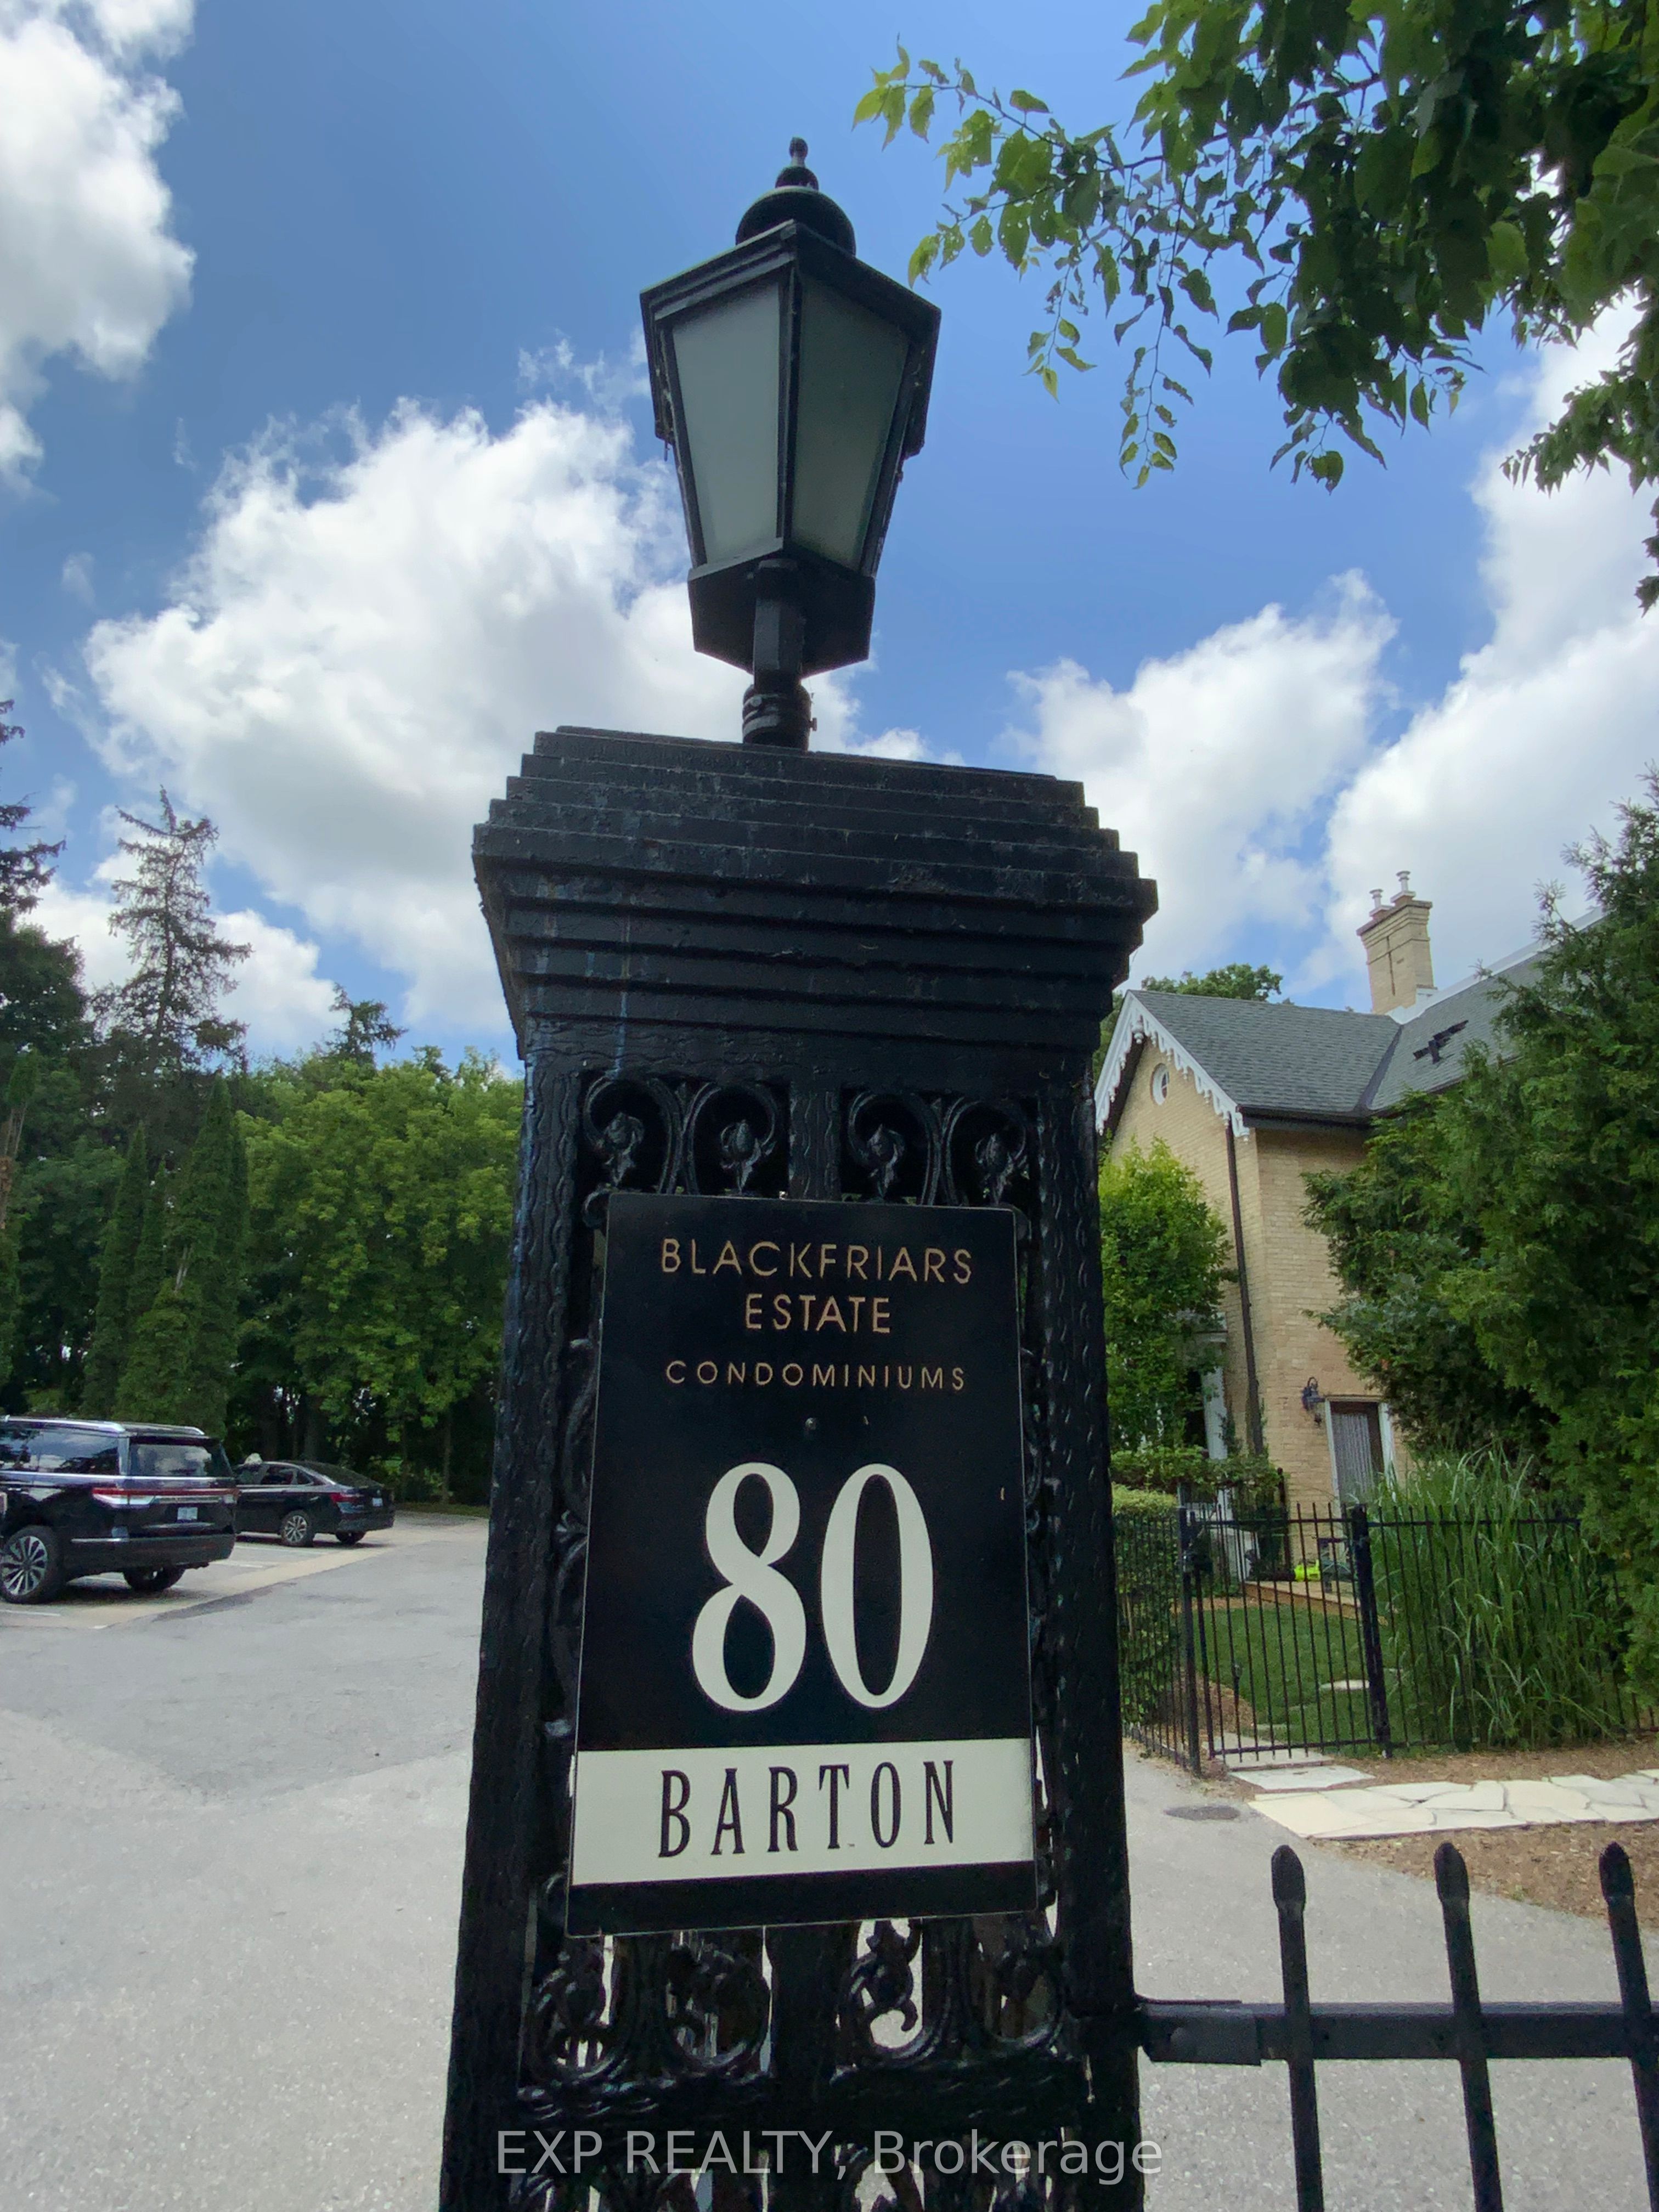 BLACKFRIARS
ESTATE
CONDOMINIUMS
80
BARTON
EXP REALTY, Brokerage